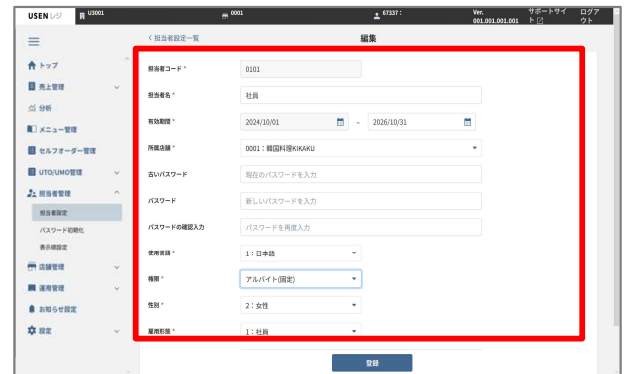 USEN レジ U3001 0001 67337 : Ver. 001.001.001.001 サポートサイト ログアウト
く 担当者設定一覧 編集
トップ
売上管理
分析
メニュー管理
セルフオーダー管理
UTO/UMO管理
担当者管理
担当者設定
パスワード初期化
表示順設定
店舗管理
運用管理
お知らせ設定
設定
担当者コード * 0101
担当者名 * 社員
有効期間 * 2024/10/01 ~ 2026/10/31
所属店舗 * 0001：韓国料理KIKAKU
古いパスワード 現在のパスワードを入力
パスワード 新しいパスワードを入力
パスワードの確認入力 パスワードを再度入力
使用言語 * 1：日本語
権限 * アルバイト(固定)
性別 * 2：女性
雇用形態 * 1：社員
登録